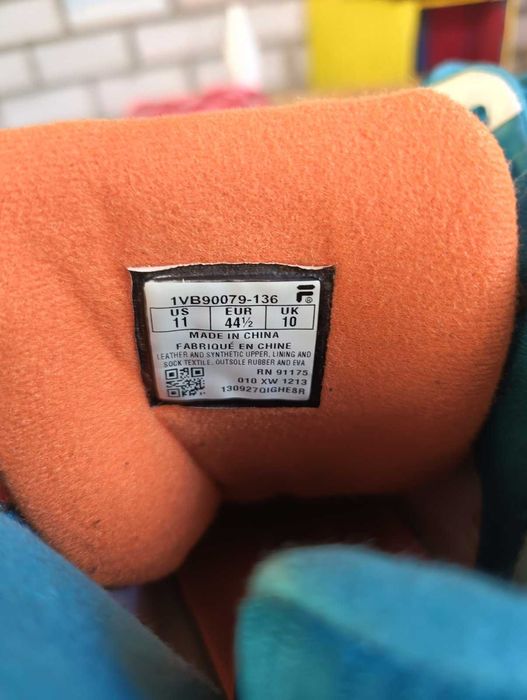 1VB90079-136
US EUR UK
11 44½ 10
MADE IN CHINA
FABRIQUÉ EN CHINE
LEATHER AND SYNTHETIC UPPER, LINING AND
SOCK TEXTILE, OUTSOLE RUBBER AND EVA
RN 91175
010 XW 1213
130927QIGHE8R